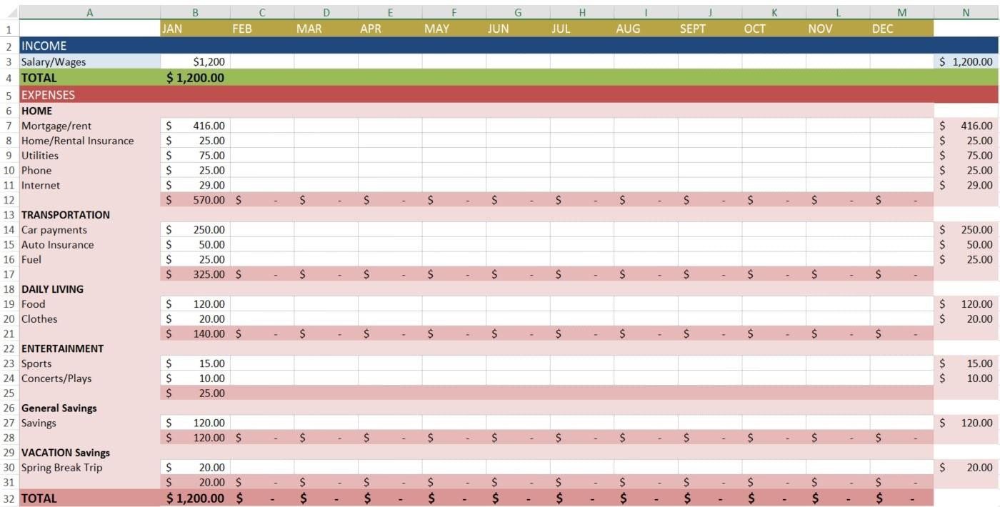 A B C D E F G H I J K L M N
1 JAN FEB MAR APR MAY JUN JUL AUG SEPT OCT NOV DEC
2 INCOME
3 Salary/Wages $1,200 $ 1,200.00
4 TOTAL $ 1,200.00
5 EXPENSES
6 HOME
7 Mortgage/rent $ 416.00 $ 416.00
8 Home/Rental Insurance $ 25.00 $ 25.00
9 Utilities $ 75.00 $ 75.00
10 Phone $ 25.00 $ 25.00
11 Internet $ 29.00 $ 29.00
12 $ 570.00 $ - $ - $ - $ - $ - $ - $ - $ - $ - $ - $ -
13 TRANSPORTATION
14 Car payments $ 250.00 $ 250.00
15 Auto Insurance $ 50.00 $ 50.00
16 Fuel $ 25.00 $ 25.00
17 $ 325.00 $ - $ - $ - $ - $ - $ - $ - $ - $ - $ - $ -
18 DAILY LIVING
19 Food $ 120.00 $ 120.00
20 Clothes $ 20.00 $ 20.00
21 $ 140.00 $ - $ - $ - $ - $ - $ - $ - $ - $ - $ - $ -
22 ENTERTAINMENT
23 Sports $ 15.00 $ 15.00
24 Concerts/Plays $ 10.00 $ 10.00
25 $ 25.00
26 General Savings
27 Savings $ 120.00 $ 120.00
28 $ 120.00 $ - $ - $ - $ - $ - $ - $ - $ - $ - $ - $ -
29 VACATION Savings
30 Spring Break Trip $ 20.00 $ 20.00
31 $ 20.00 $ - $ - $ - $ - $ - $ - $ - $ - $ - $ - $ -
32 TOTAL $ 1,200.00 $ - $ - $ - $ - $ - $ - $ - $ - $ - $ - $ -